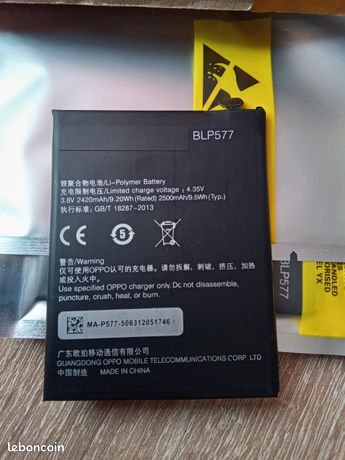 BLP577
锂聚合物电池/Li-Polymer Battery
充电限制电压/Limited charge voltage : 4.35V
3.8V 2420mAh/9.20Wh (Rated) 2500mAh/9.5Wh (Typ.)
执行标准: GB/T 18287-2013
5
警告/Warning
仅可使用OPPO认可的充电器。请勿拆解，刺破，挤压，加热
或投入火中。
Use specified OPPO charger only. Do not disassemble,
puncture, crush, heat, or burn.
MA-P577-506312051746
广东欧珀移动通信有限公司
GUANGDONG OPPO MOBILE TELECOMMUNICATIONS CORP.LTD
中国制造 / MADE IN CHINA
BLP577
leboncoin